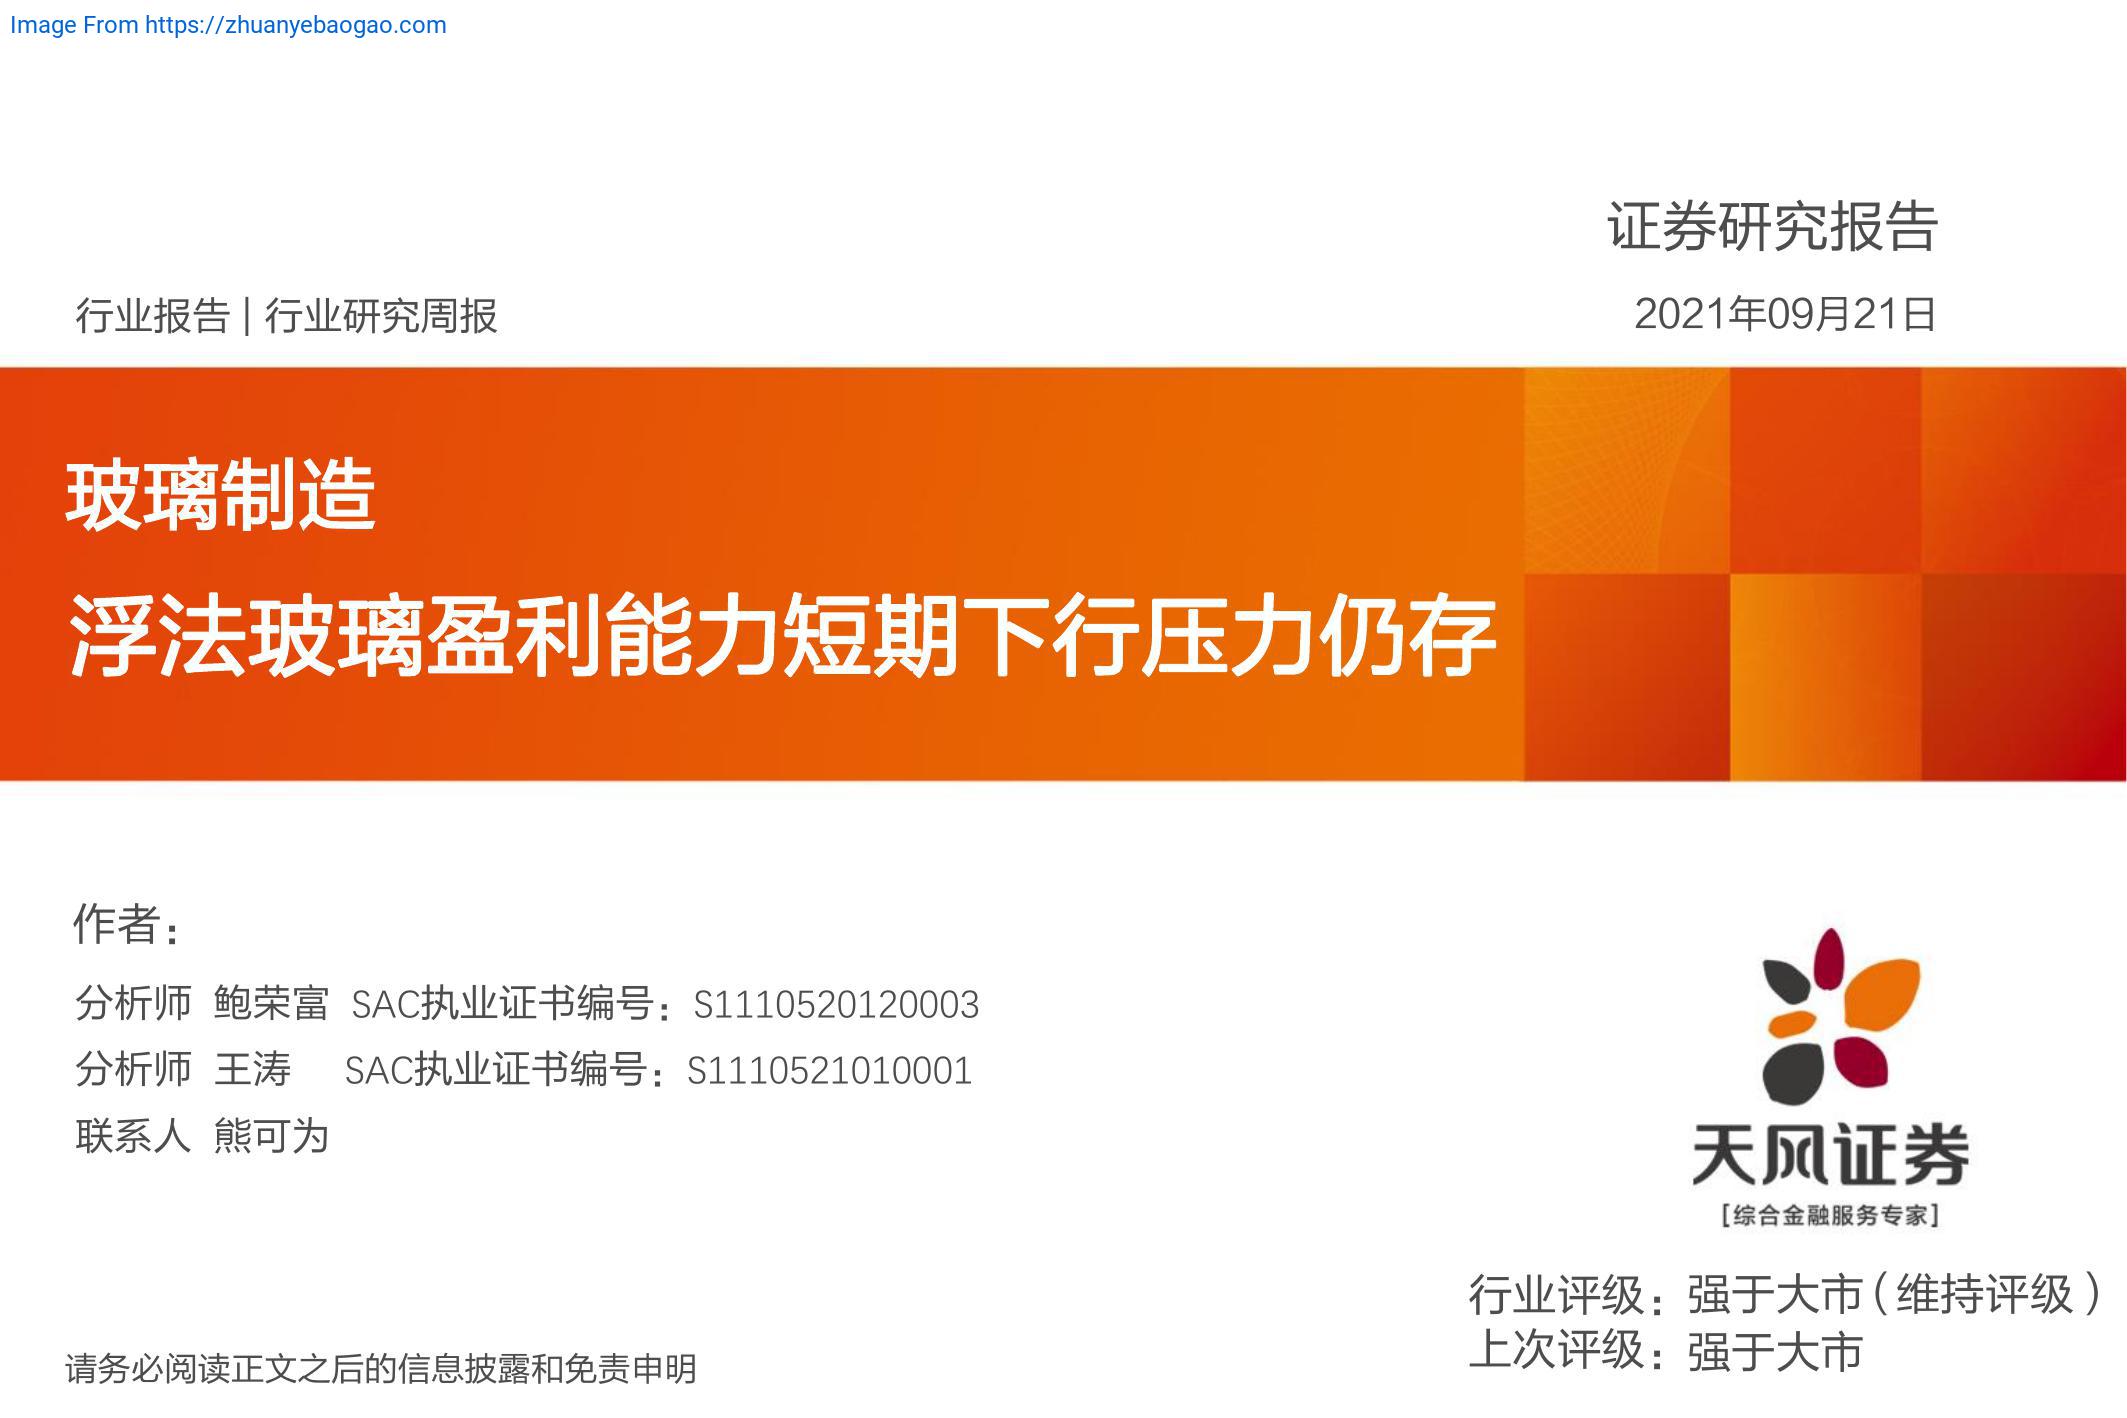 Image From https://zhuanyebaogao.com
证券研究报告
行业报告 | 行业研究周报
2021年09月21日
玻璃制造
浮法玻璃盈利能力短期下行压力仍存
作者：
分析师 鲍荣富 SAC执业证书编号：S1110520120003
分析师 王涛 SAC执业证书编号：S1110521010001
联系人 熊可为
天风证券
[综合金融服务专家]
行业评级：强于大市（维持评级）
上次评级：强于大市
请务必阅读正文之后的信息披露和免责申明